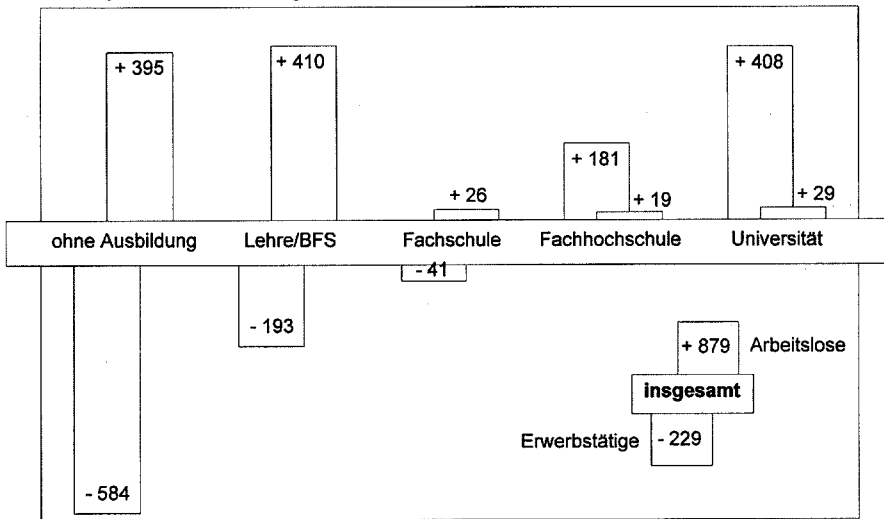 + 395
+ 410
+ 408
+ 181
+ 26
+ 19
+ 29
ohne Ausbildung
Lehre/BFS
Fachschule
Fachhochschule
Universität
- 41
- 193
+ 879 Arbeitslose
insgesamt
Erwerbstätige - 229
- 584